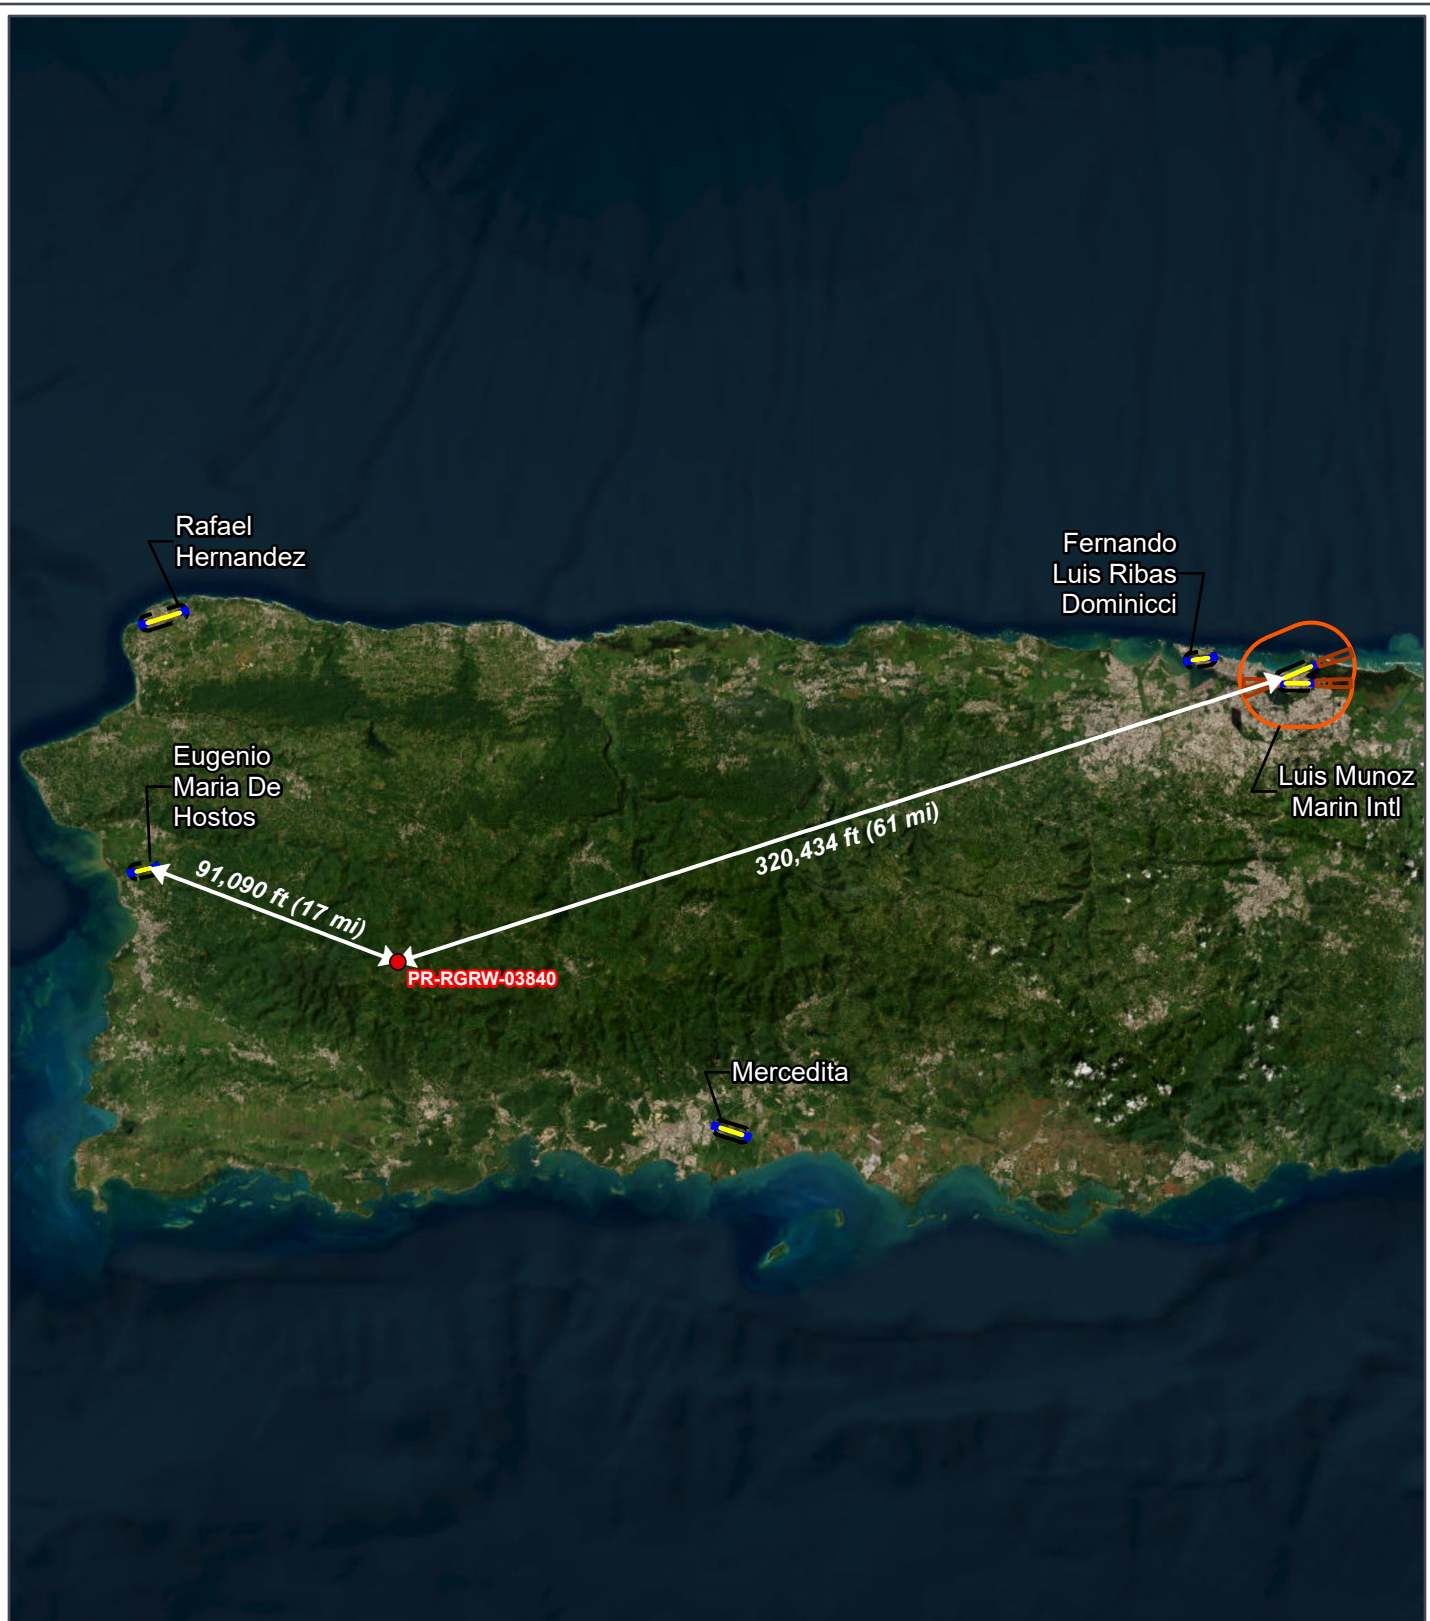 Rafael
Hernandez
Fernando
Luis Ribas
Dominicci
Eugenio
Maria De
Hostos
Luis Munoz
Marin Intl
320,434 ft (61 mi)
91,090 ft (17 mi)
PR-RGRW-03840
Mercedita